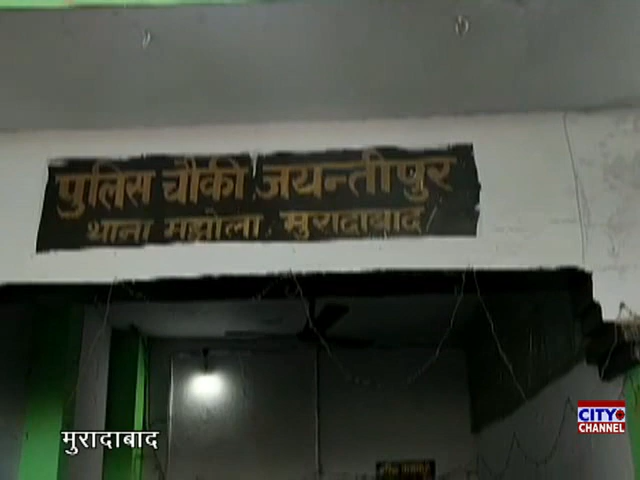 पुलिस चौकी जयन्तीपुर
थाना मझोला मुरादाबाद
मुरादाबाद
CITY
CHANNEL